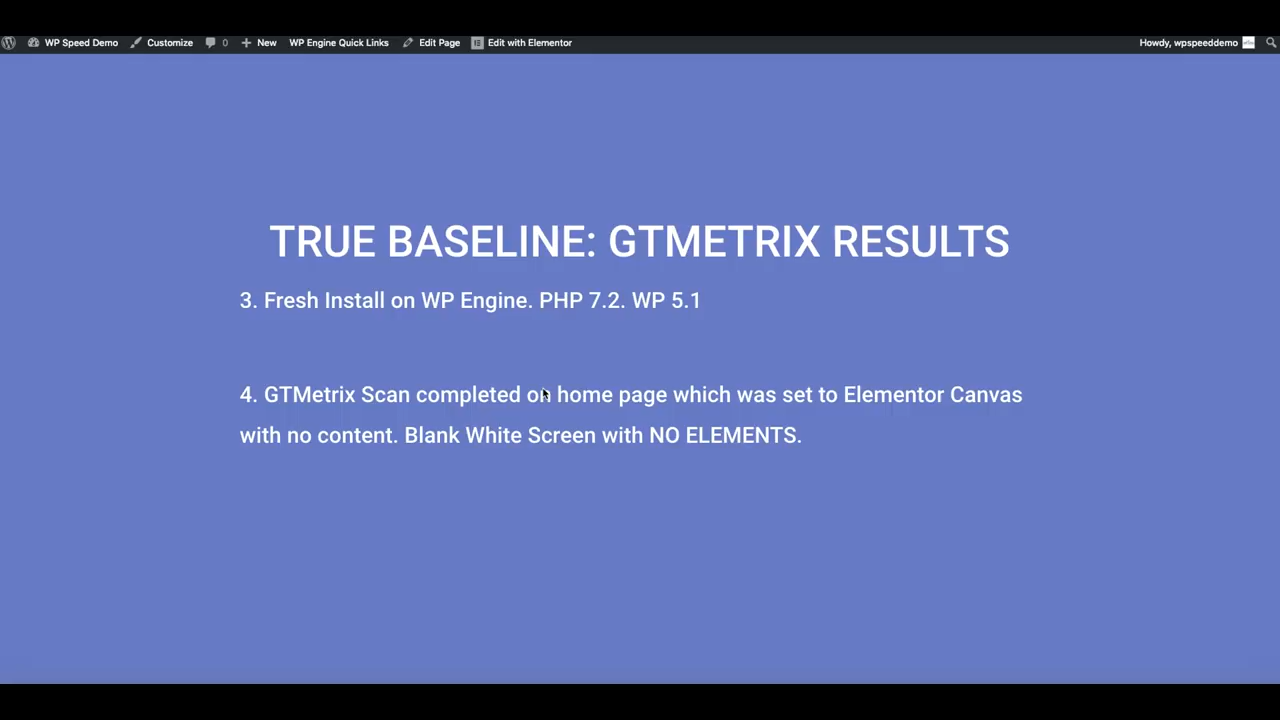 WP Speed Demo Customize 0 New WP Engine Quick Links Edit Page Edit with Elementor Howdy, wpspeeddemo
TRUE BASELINE: GTMETRIX RESULTS
3. Fresh Install on WP Engine. PHP 7.2. WP 5.1
4. GTMetrix Scan completed on home page which was set to Elementor Canvas
with no content. Blank White Screen with NO ELEMENTS.